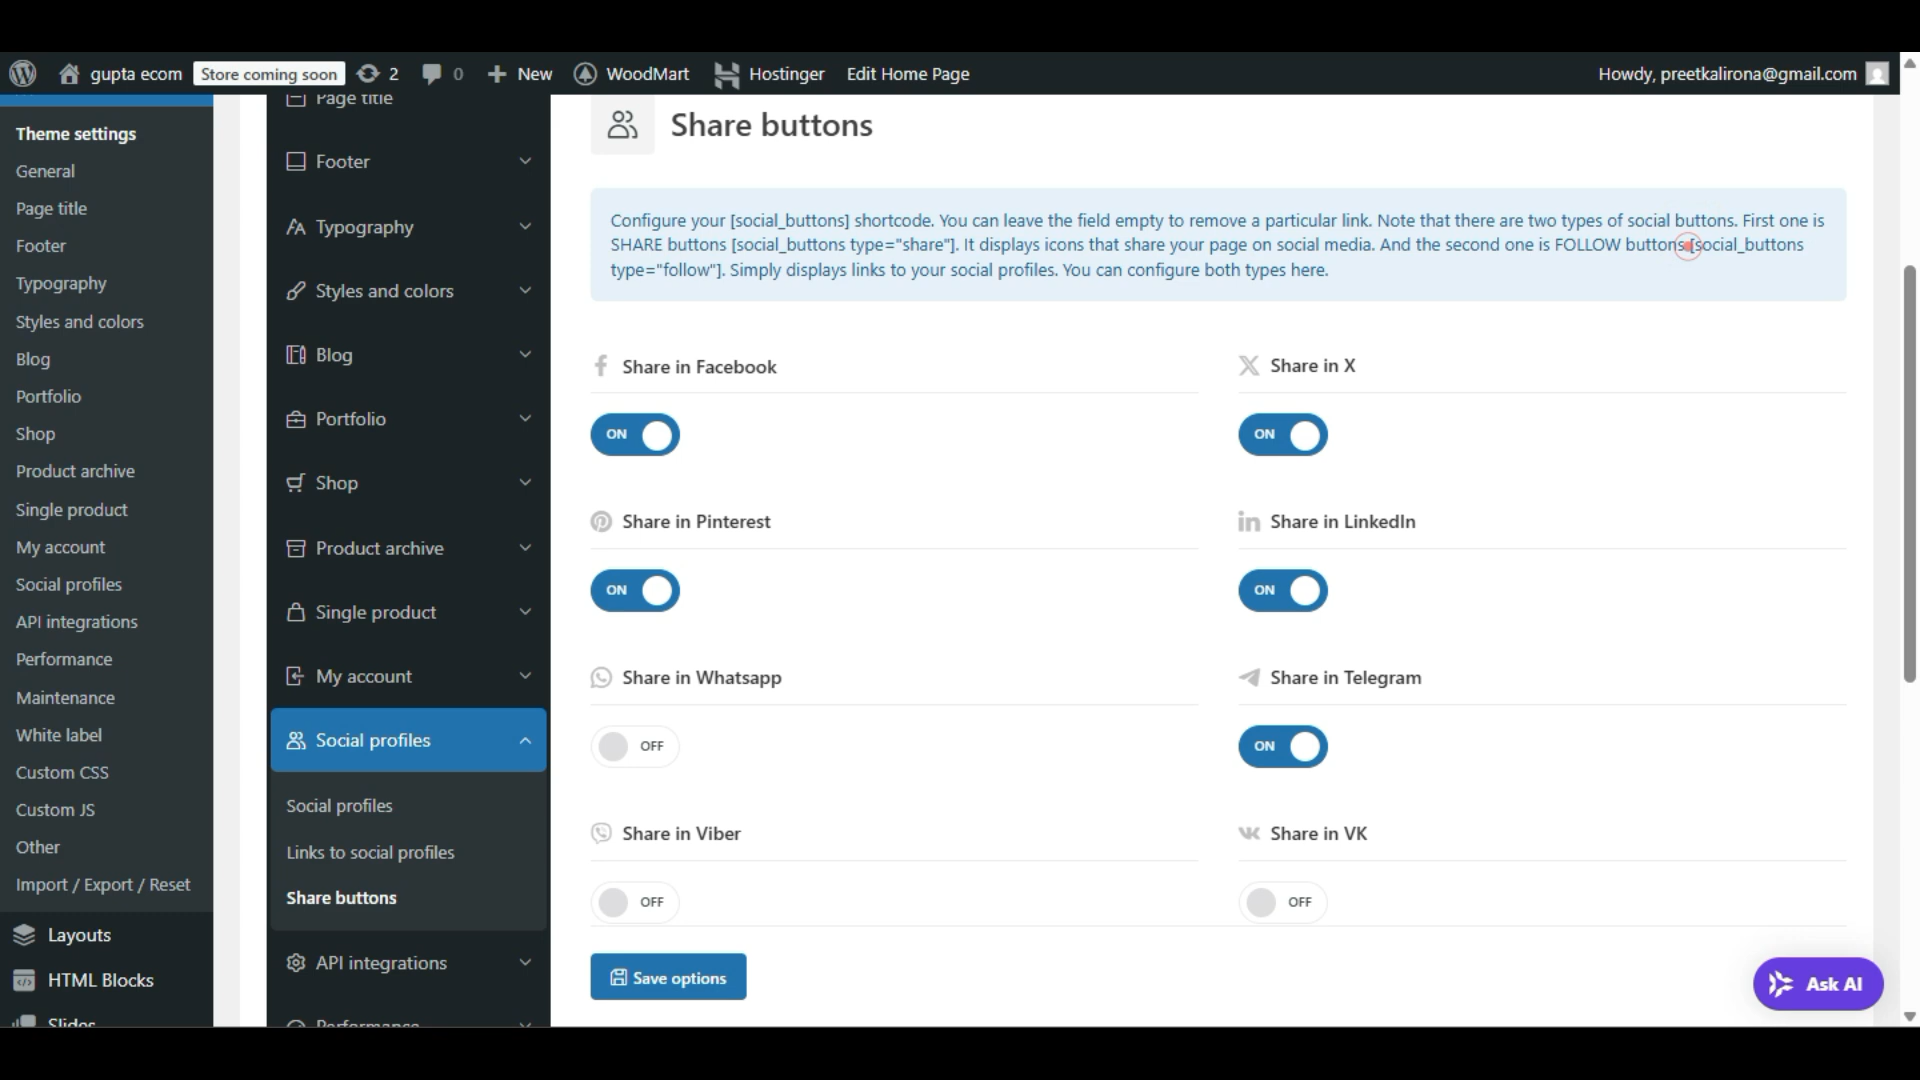 gupta ecom Store coming soon 2 0 New WoodMart Hostinger Edit Home Page Howdy, preetkalirona@gmail.com
Theme settings
General
Page title
Footer
Typography
Styles and colors
Blog
Portfolio
Shop
Product archive
Single product
My account
Social profiles
API integrations
Performance
Maintenance
White label
Custom CSS
Custom JS
Other
Import / Export / Reset
Layouts
HTML Blocks
Slides
Page title
Footer
Typography
Styles and colors
Blog
Portfolio
Shop
Product archive
Single product
My account
Social profiles
Social profiles
Links to social profiles
Share buttons
API integrations
Performance
Share buttons
Configure your [social_buttons] shortcode. You can leave the field empty to remove a particular link. Note that there are two types of social buttons. First one is
SHARE buttons [social_buttons type="share"]. It displays icons that share your page on social media. And the second one is FOLLOW buttons [social_buttons
type="follow"]. Simply displays links to your social profiles. You can configure both types here.
Share in Facebook
ON
Share in X
ON
Share in Pinterest
ON
Share in LinkedIn
ON
Share in Whatsapp
OFF
Share in Telegram
ON
Share in Viber
OFF
Share in VK
OFF
Save options
Ask AI